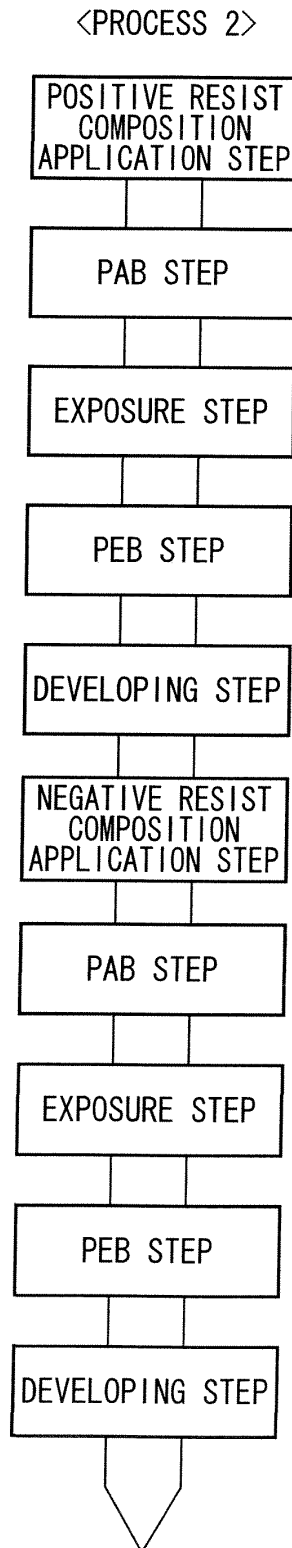 <PROCESS 2>
POSITIVE RESIST
COMPOSITION
APPLICATION STEP
PAB STEP
EXPOSURE STEP
PEB STEP
DEVELOPING STEP
NEGATIVE RESIST
COMPOSITION
APPLICATION STEP
PAB STEP
EXPOSURE STEP
PEB STEP
DEVELOPING STEP